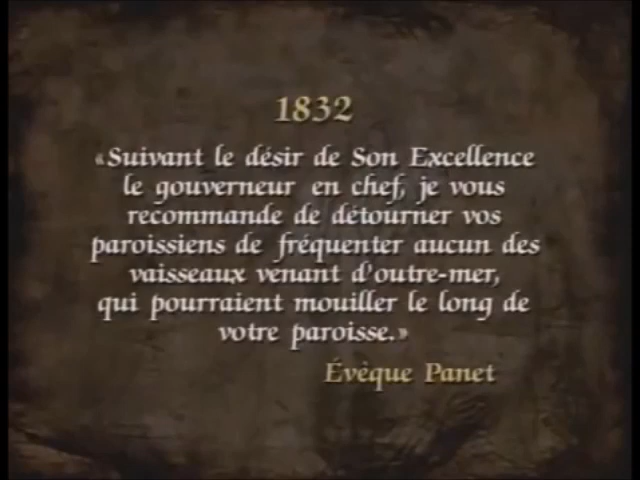 1832
«Suivant le désir de Son Excellence
le gouverneur en chef, je vous
recommande de détourner vos
paroissiens de fréquenter aucun des
vaisseaux venant d'outre-mer,
qui pourraient mouiller le long de
votre paroisse.»
Évèque Panet